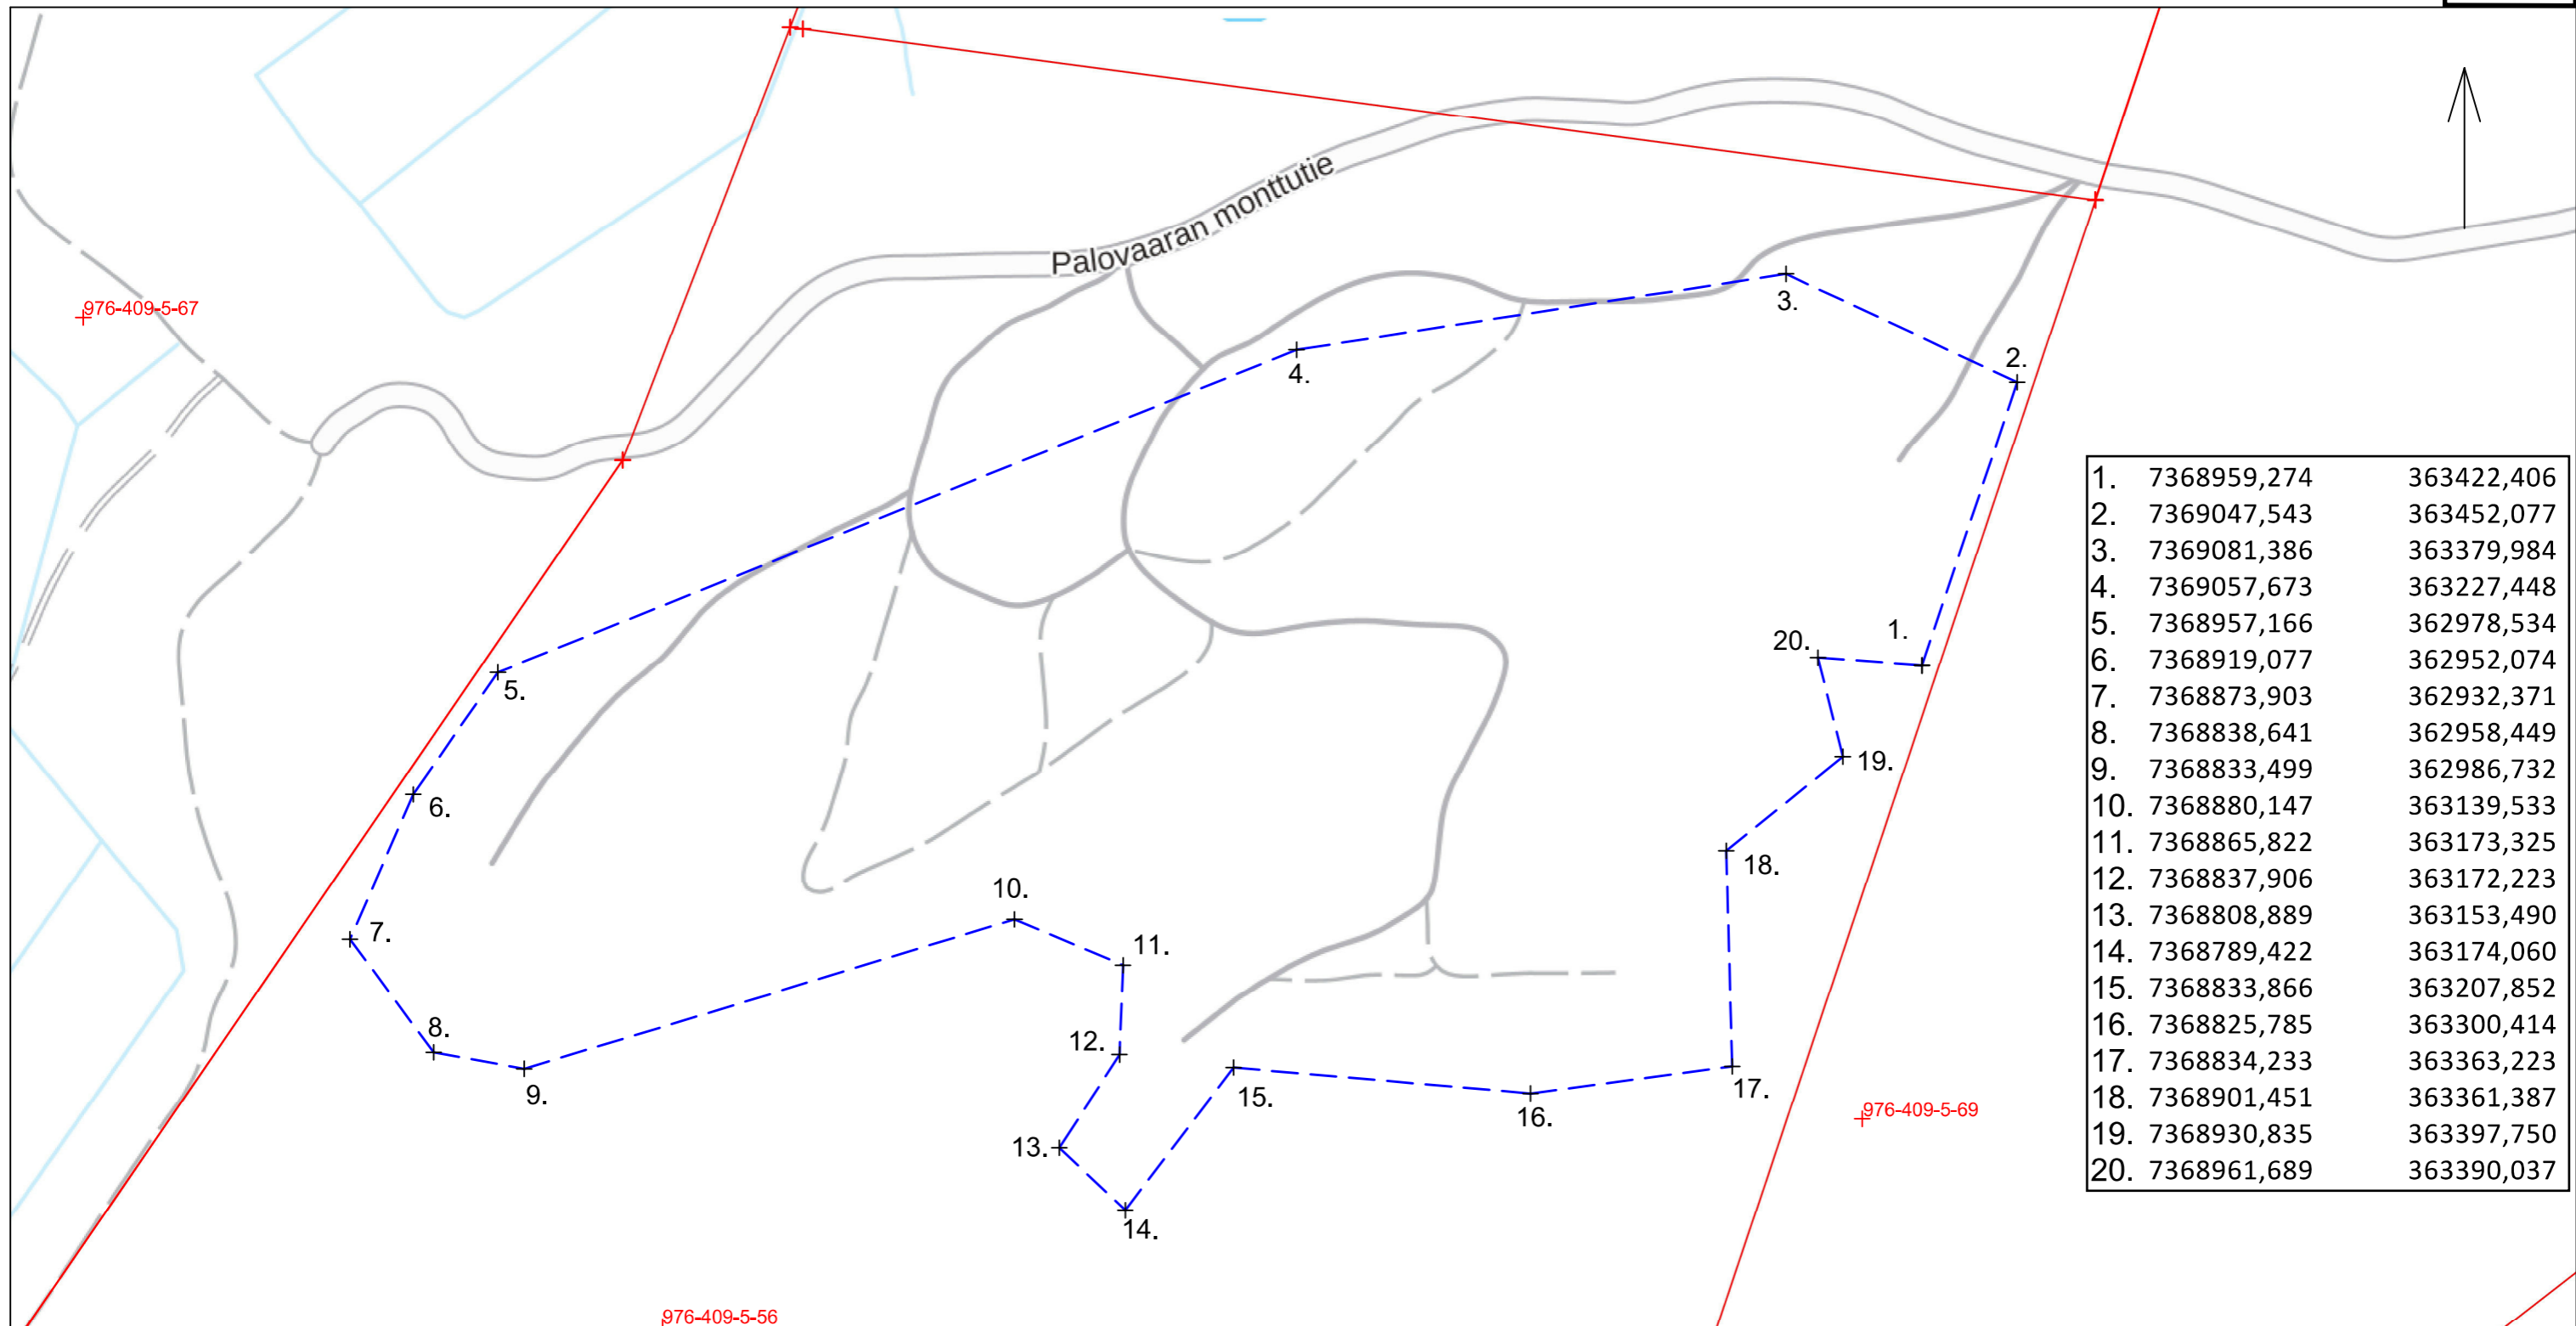 Palovaaran monttutie
976-409-5-67
3.
2.
4.
1.
20.
5.
19.
6.
18.
10.
7.
11.
8.
12.
9.
15.
17.
16.
976-409-5-69
13.
14.
976-409-5-56
1. 7368959,274 363422,406
2. 7369047,543 363452,077
3. 7369081,386 363379,984
4. 7369057,673 363227,448
5. 7368957,166 362978,534
6. 7368919,077 362952,074
7. 7368873,903 362932,371
8. 7368838,641 362958,449
9. 7368833,499 362986,732
10. 7368880,147 363139,533
11. 7368865,822 363173,325
12. 7368837,906 363172,223
13. 7368808,889 363153,490
14. 7368789,422 363174,060
15. 7368833,866 363207,852
16. 7368825,785 363300,414
17. 7368834,233 363363,223
18. 7368901,451 363361,387
19. 7368930,835 363397,750
20. 7368961,689 363390,037